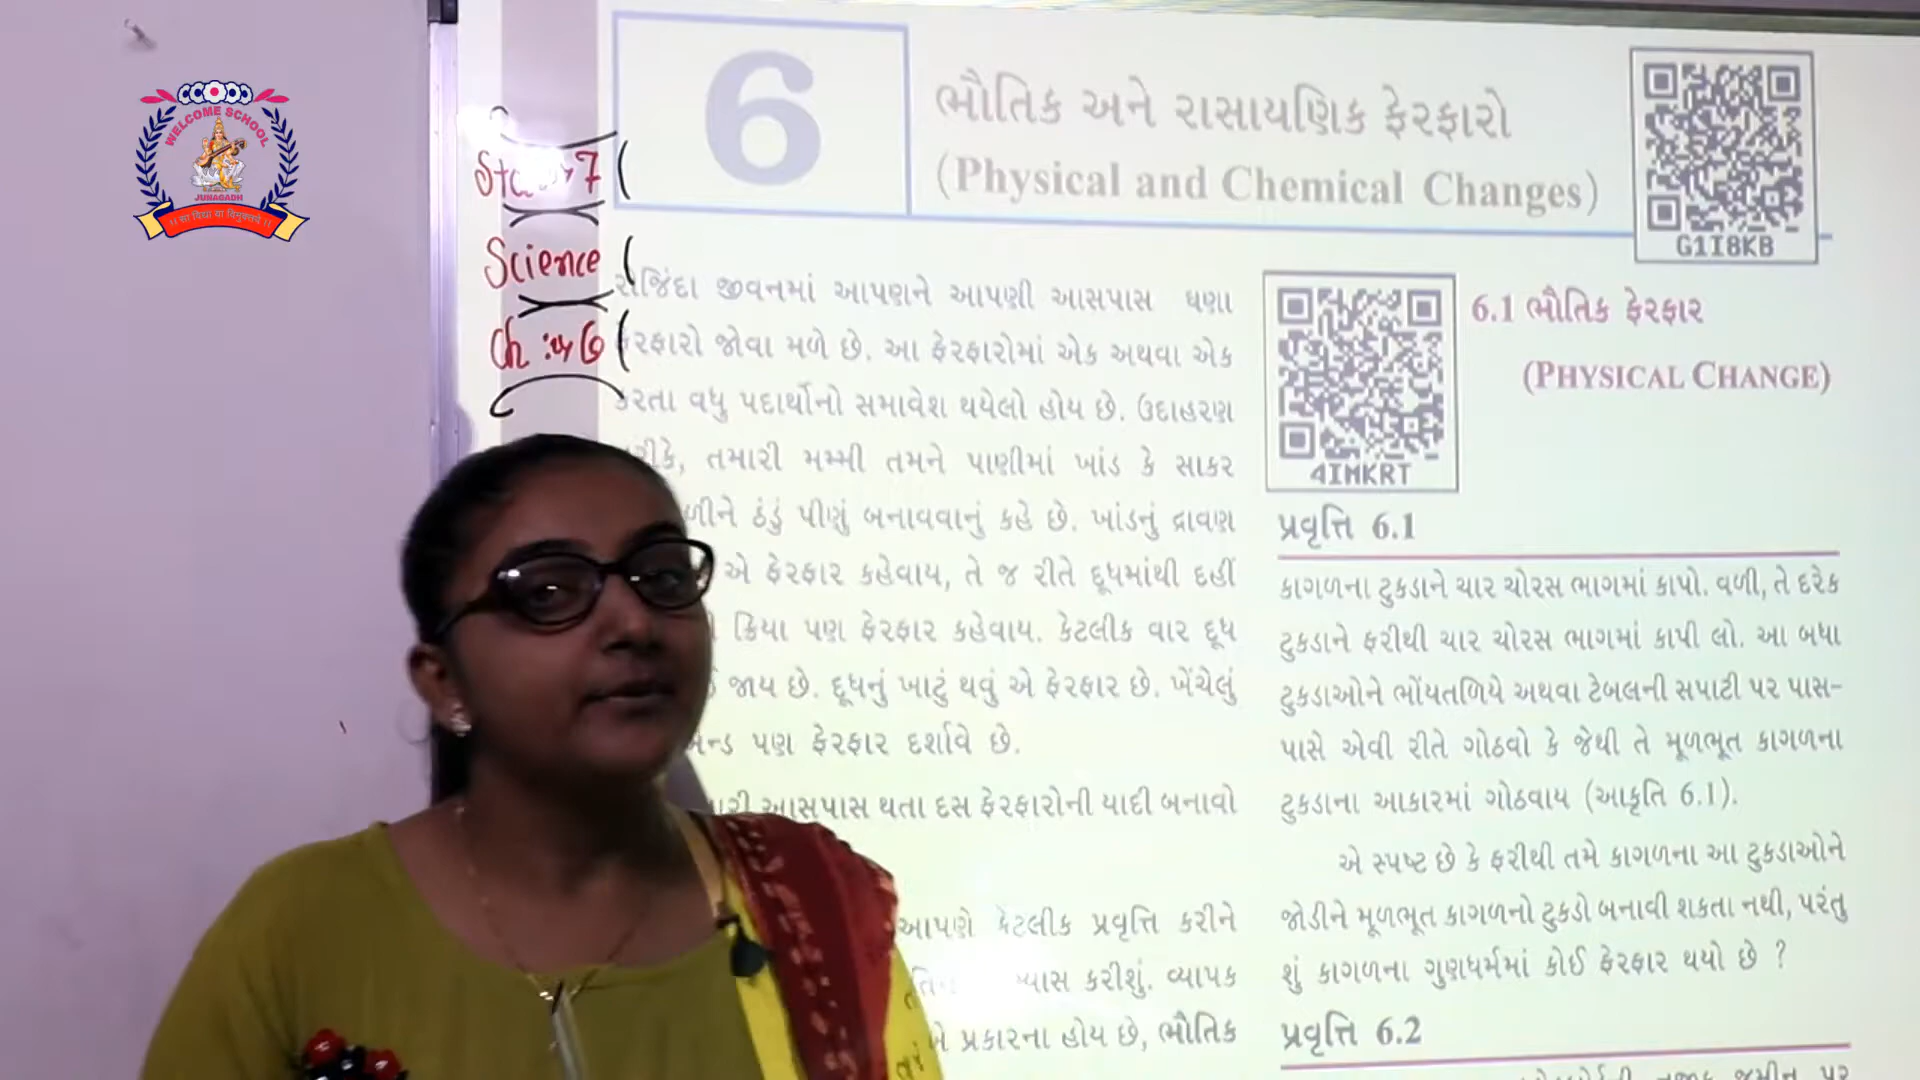 WELCOME SCHOOL
JUNAGADH
।। सा विद्या या विमुक्तये ।।
7
Science
Ch : 6
6
ભૌતિક અને રાસાયણિક ફેરફારો
(Physical and Chemical Changes)
G1I8KB
રોજિંદા જીવનમાં આપણને આપણી આસપાસ ઘણા
ફેરફારો જોવા મળે છે. આ ફેરફારોમાં એક અથવા એક
કરતા વધુ પદાર્થોનો સમાવેશ થયેલો હોય છે. ઉદાહરણ
તમારી મમ્મી તમને પાણીમાં ખાંડ કે સાકર
ઠંડું પીણું બનાવવાનું કહે છે. ખાંડનું દ્રાવણ
એ ફેરફાર કહેવાય, તે જ રીતે દૂધમાંથી દહીં
ક્રિયા પણ ફેરફાર કહેવાય. કેટલીક વાર દૂધ
જાય છે. દૂધનું ખાટું થવું એ ફેરફાર છે. ખેંચેલું
પણ ફેરફાર દર્શાવે છે.
આસપાસ થતા દસ ફેરફારોની યાદી બનાવો
આપણે કેટલીક પ્રવૃત્તિ કરીને
કરીશું. વ્યાપક
પ્રકારના હોય છે, ભૌતિક
4IMKRT
6.1 ભૌતિક ફેરફાર
(PHYSICAL CHANGE)
પ્રવૃત્તિ 6.1
કાગળના ટુકડાને ચાર ચોરસ ભાગમાં કાપો. વળી, તે દરેક
ટુકડાને ફરીથી ચાર ચોરસ ભાગમાં કાપી લો. આ બધા
ટુકડાઓને ભોંયતળિયે અથવા ટેબલની સપાટી પર પાસ-
પાસે એવી રીતે ગોઠવો કે જેથી તે મૂળભૂત કાગળના
ટુકડાના આકારમાં ગોઠવાય (આકૃતિ 6.1).
એ સ્પષ્ટ છે કે ફરીથી તમે કાગળના આ ટુકડાઓને
જોડીને મૂળભૂત કાગળનો ટુકડો બનાવી શકતા નથી, પરંતુ
શું કાગળના ગુણધર્મમાં કોઈ ફેરફાર થયો છે ?
પ્રવૃત્તિ 6.2